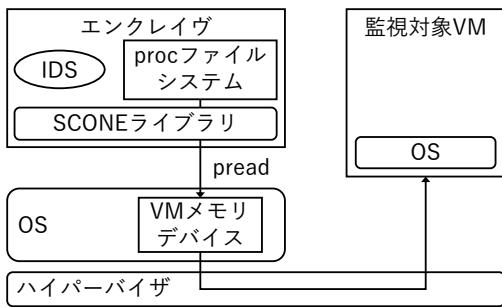 エンクレイヴ
IDS
procファイル
システム
SCONEライブラリ
pread
OS
VMメモリ
デバイス
ハイパーバイザ
監視対象VM
OS